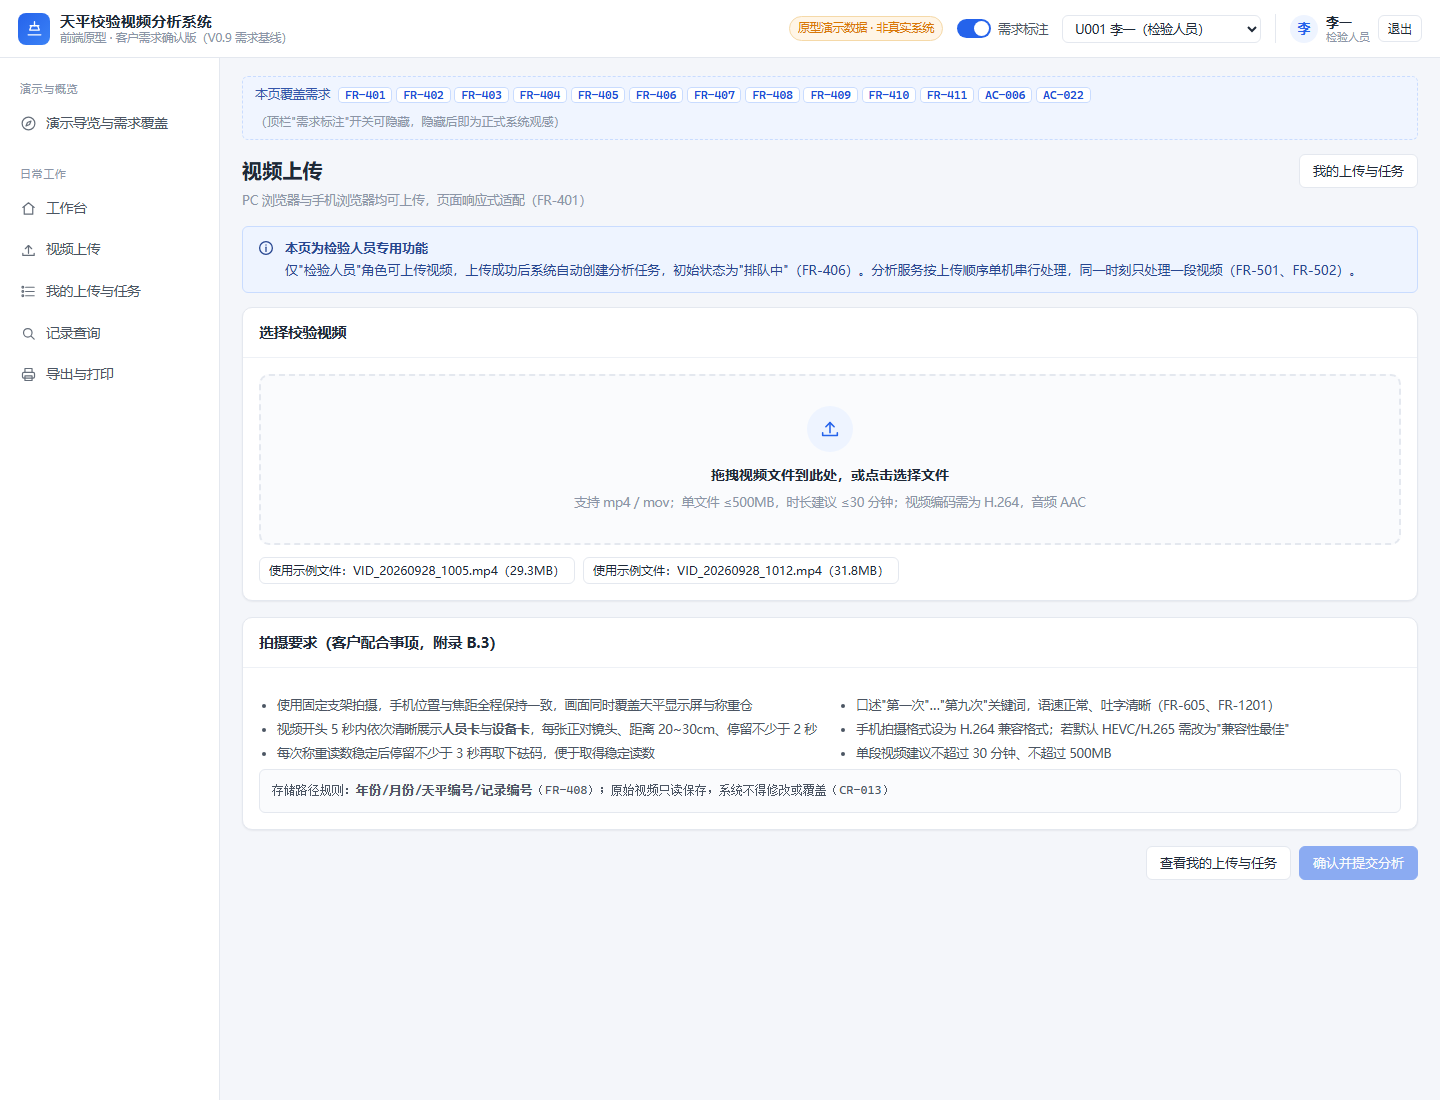 天平校验视频分析系统
前端原型 · 客户需求确认版（V0.9 需求基线）
原型演示数据 · 非真实系统
需求标注
U001 李一（检验人员）
李
李一
检验人员
退出
演示与概览
演示导览与需求覆盖
日常工作
工作台
视频上传
我的上传与任务
记录查询
导出与打印
本页覆盖需求 FR-401 FR-402 FR-403 FR-404 FR-405 FR-406 FR-407 FR-408 FR-409 FR-410 FR-411 AC-006 AC-022
（顶栏"需求标注"开关可隐藏，隐藏后即为正式系统观感）
视频上传
PC 浏览器与手机浏览器均可上传，页面响应式适配（FR-401）
我的上传与任务
本页为检验人员专用功能
仅"检验人员"角色可上传视频，上传成功后系统自动创建分析任务，初始状态为"排队中"（FR-406）。分析服务按上传顺序单机串行处理，同一时刻只处理一段视频（FR-501、FR-502）。
选择校验视频
拖拽视频文件到此处，或点击选择文件
支持 mp4 / mov；单文件 ≤500MB，时长建议 ≤30 分钟；视频编码需为 H.264，音频 AAC
使用示例文件：VID_20260928_1005.mp4（29.3MB）
使用示例文件：VID_20260928_1012.mp4（31.8MB）
拍摄要求（客户配合事项，附录 B.3）
使用固定支架拍摄，手机位置与焦距全程保持一致，画面同时覆盖天平显示屏与称重仓
视频开头 5 秒内依次清晰展示人员卡与设备卡，每张正对镜头、距离 20~30cm、停留不少于 2 秒
每次称重读数稳定后停留不少于 3 秒再取下砝码，便于取得稳定读数
口述"第一次"…"第九次"关键词，语速正常、吐字清晰（FR-605、FR-1201）
手机拍摄格式设为 H.264 兼容格式；若默认 HEVC/H.265 需改为"兼容性最佳"
单段视频建议不超过 30 分钟、不超过 500MB
存储路径规则：年份/月份/天平编号/记录编号（FR-408）；原始视频只读保存，系统不得修改或覆盖（CR-013）
查看我的上传与任务
确认并提交分析